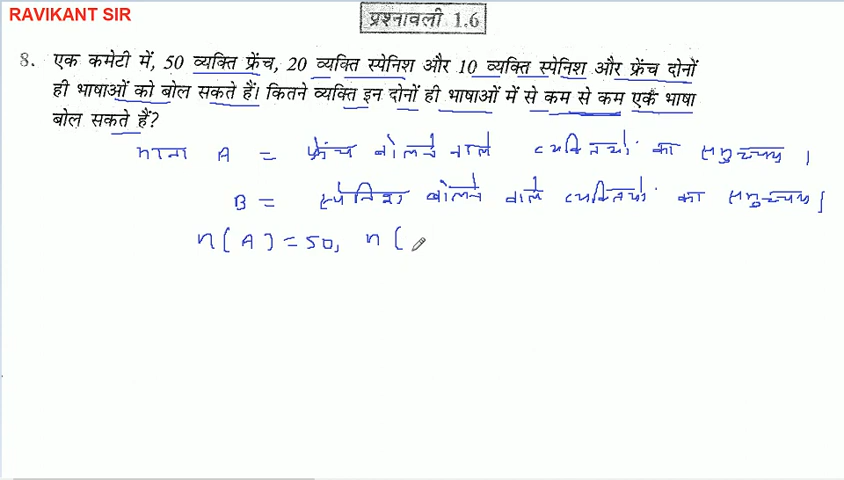 RAVIKANT SIR
प्रश्नावली 1.6
8. एक कमेटी में, 50 व्यक्ति फ्रेंच, 20 व्यक्ति स्पेनिश और 10 व्यक्ति स्पेनिश और फ्रेंच दोनों
ही भाषाओं को बोल सकते हैं। कितने व्यक्ति इन दोनों ही भाषाओं में से कम से कम एक भाषा
बोल सकते हैं?
माना A = फ्रेंच बोलने वाले व्यक्तियों का समुच्चय।
B = स्पेनिश बोलने वाले व्यक्तियों का समुच्चय।
n(A) = 50, n(